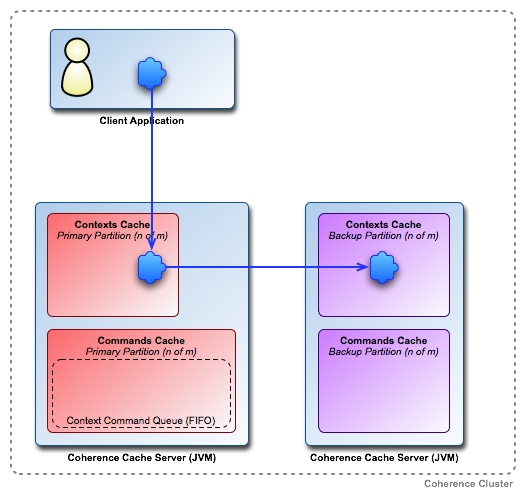 Client Application
Contexts Cache
Primary Partition (n of m)
Commands Cache
Primary Partition (n of m)
Context Command Queue (FIFO)
Coherence Cache Server (JVM)
Contexts Cache
Backup Partition (n of m)
Commands Cache
Backup Partition (n of m)
Coherence Cache Server (JVM)
Coherence Cluster